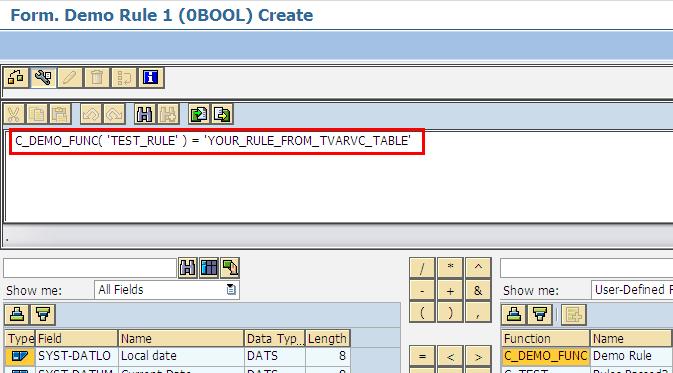 Form. Demo Rule 1 (0BOOL) Create
C_DEMO_FUNC( 'TEST_RULE' ) = 'YOUR_RULE_FROM_TVARVC_TABLE'
.
/ * ^
Show me: All Fields
- + &
Show me: User-Defined F
( ) ,
Type Field Name Data Typ... Length
Function Name
SYST-DATLO Local date DATS 8
= < >
C_DEMO_FUNC Demo Rule
SYST-DATUM Current Date DATS 8
C_TEST Rules Passed?